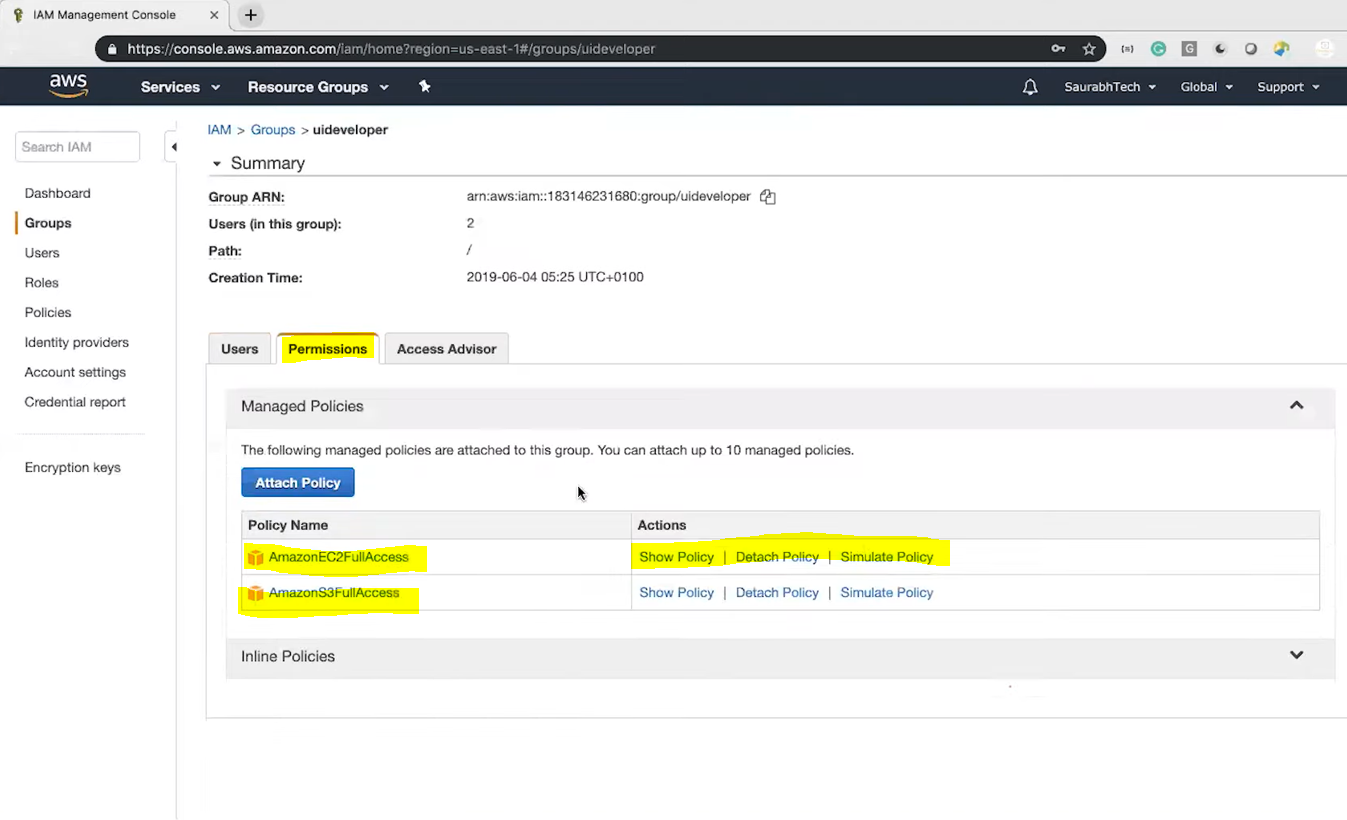 IAM Management Console
https://console.aws.amazon.com/iam/home?region=us-east-1#/groups/uideveloper
aws Services Resource Groups SaurabhTech Global Support
Search IAM
Dashboard
Groups
Users
Roles
Policies
Identity providers
Account settings
Credential report
Encryption keys
IAM > Groups > uideveloper
Summary
Group ARN: arn:aws:iam::183146231680:group/uideveloper
Users (in this group): 2
Path: /
Creation Time: 2019-06-04 05:25 UTC+0100
Users Permissions Access Advisor
Managed Policies
The following managed policies are attached to this group. You can attach up to 10 managed policies.
Attach Policy
Policy Name Actions
AmazonEC2FullAccess Show Policy | Detach Policy | Simulate Policy
AmazonS3FullAccess Show Policy | Detach Policy | Simulate Policy
Inline Policies